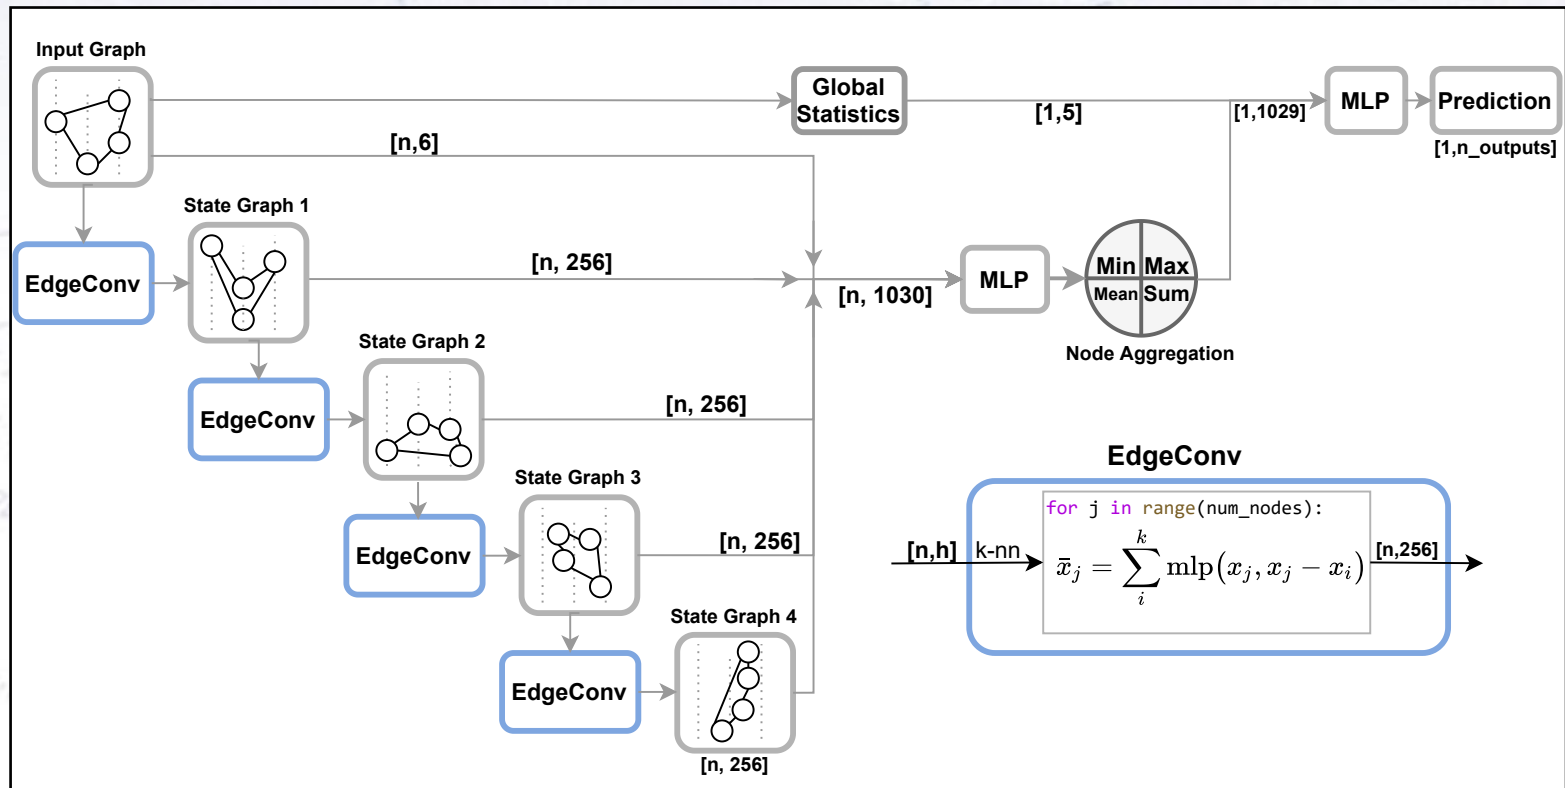 Input Graph
Global
Statistics
[1,5]
[1,1029]
MLP
Prediction
[1,n_outputs]
[n,6]
State Graph 1
EdgeConv
[n, 256]
[n, 1030]
MLP
Min
Max
Mean
Sum
Node Aggregation
State Graph 2
EdgeConv
[n, 256]
State Graph 3
EdgeConv
[n, 256]
State Graph 4
EdgeConv
[n, 256]
EdgeConv
for j in range(num_nodes):
[n,h]
k-nn
x̄_j = ∑_i^k mlp(x_j, x_j − x_i)
[n,256]